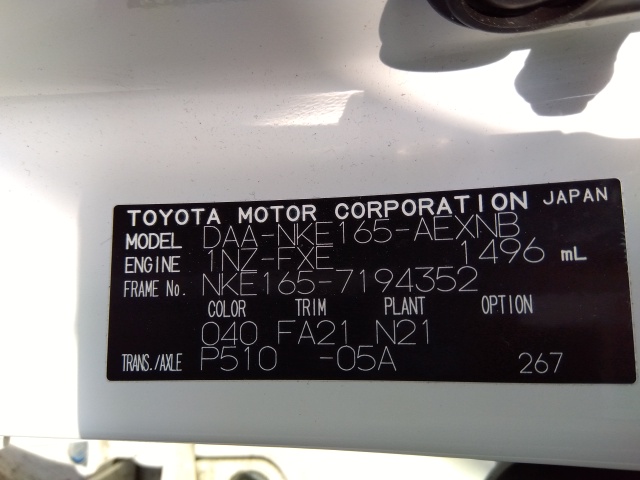 TOYOTA MOTOR CORPORATION JAPAN
MODEL DAA-NKE165-AEXNB
ENGINE 1NZ-FXE 1496 mL
FRAME No. NKE165-7194352
COLOR TRIM PLANT OPTION
040 FA21 N21
TRANS./AXLE P510 -05A 267